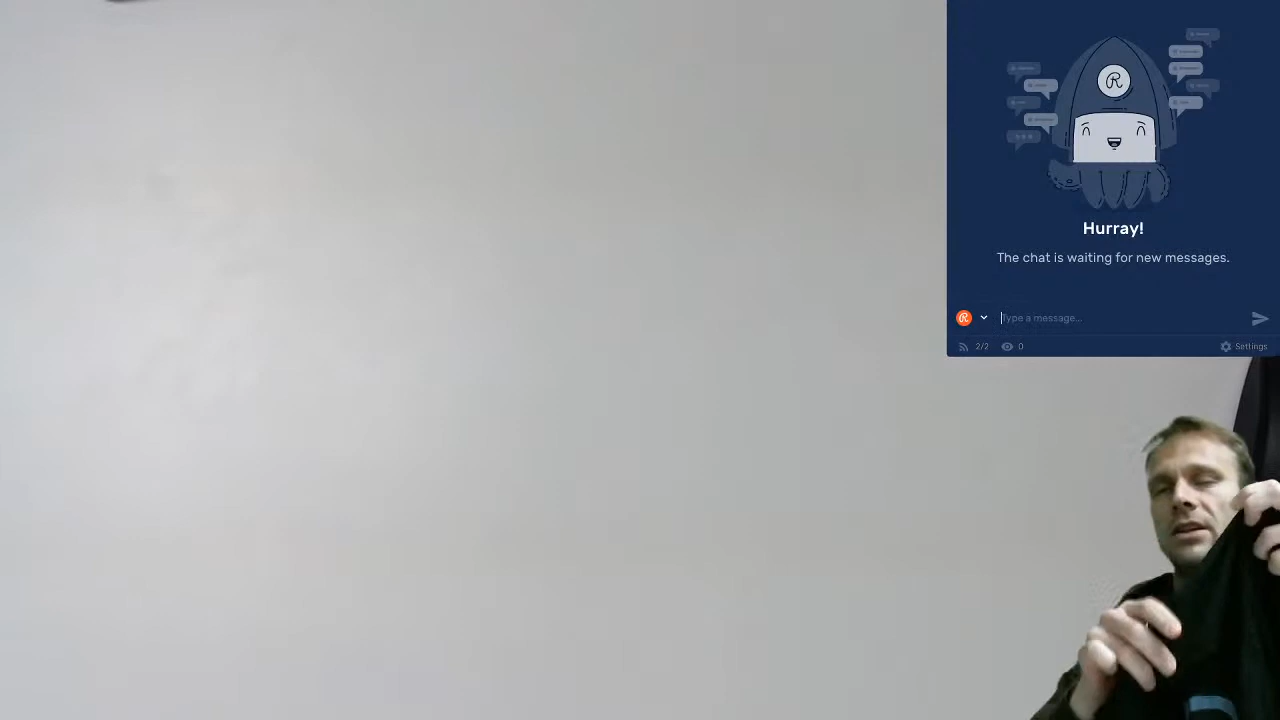 R
Hurray!
The chat is waiting for new messages.
R
Type a message...
2/2
0
Settings